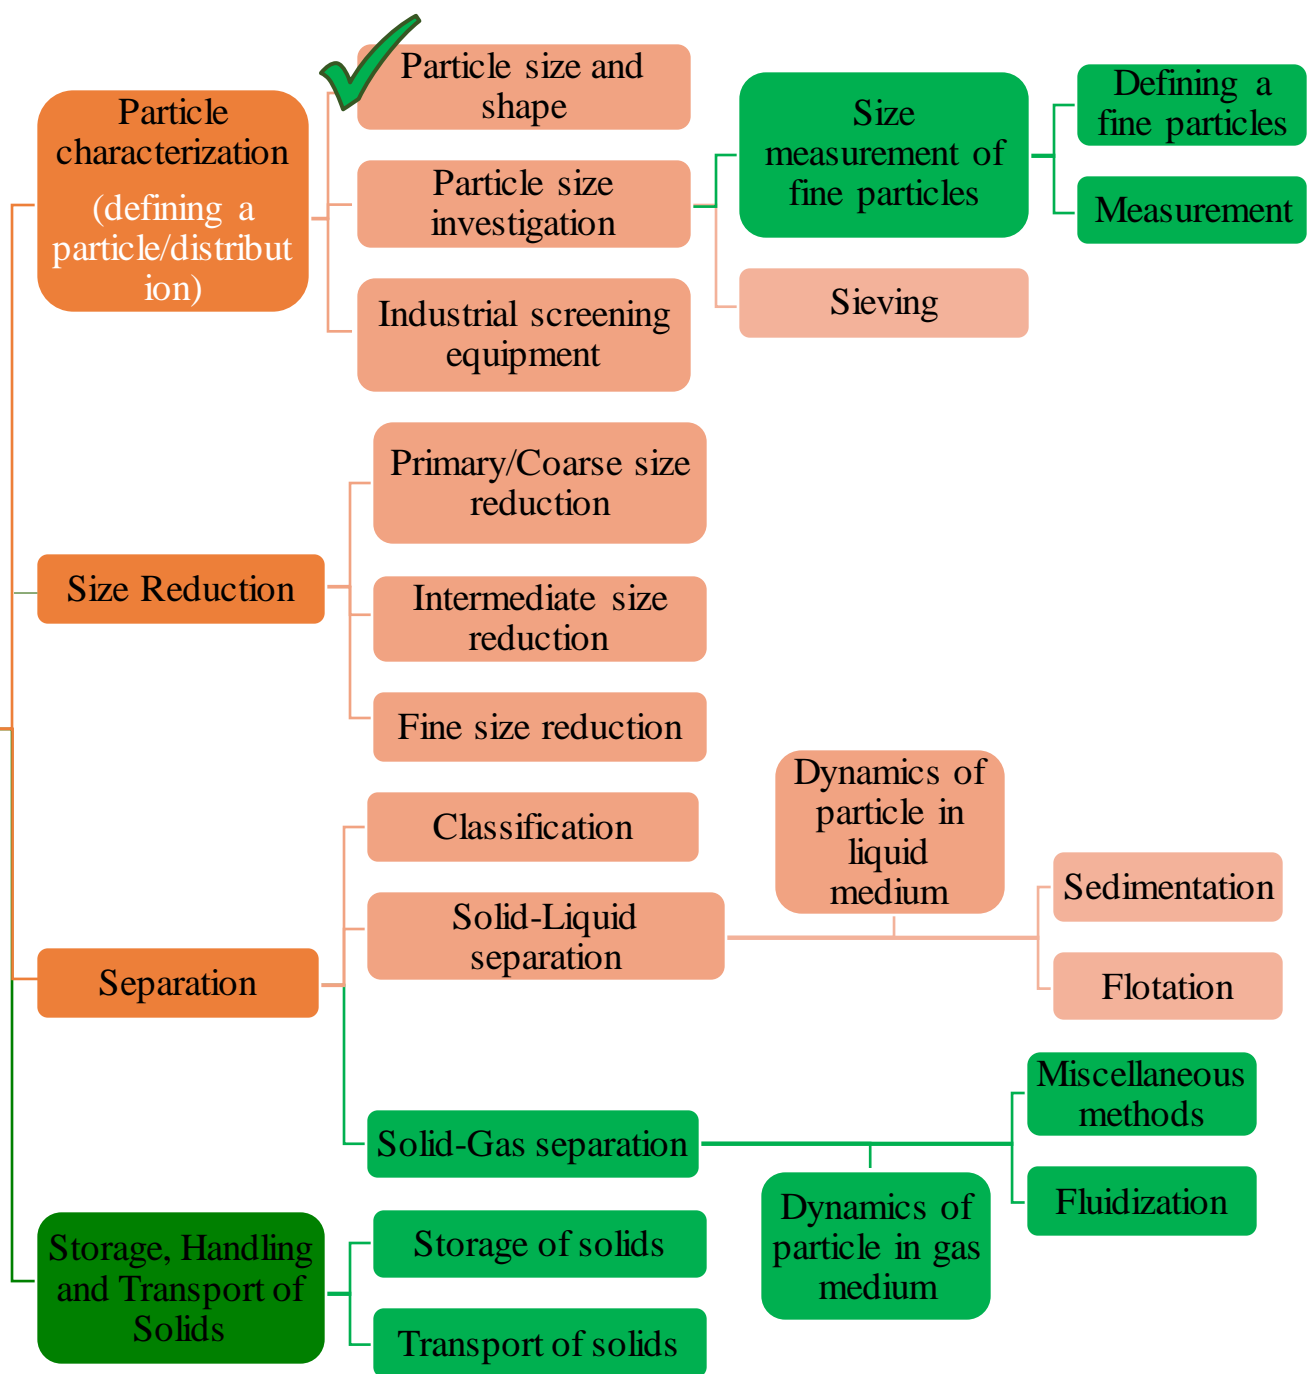 Particle
characterization
(defining a
particle/distribut
ion)
Particle size and
shape
Particle size
investigation
Industrial screening
equipment
Size
measurement of
fine particles
Sieving
Defining a
fine particles
Measurement
Size Reduction
Primary/Coarse size
reduction
Intermediate size
reduction
Fine size reduction
Separation
Classification
Solid-Liquid
separation
Dynamics of
particle in
liquid
medium
Sedimentation
Flotation
Solid-Gas separation
Dynamics of
particle in gas
medium
Miscellaneous
methods
Fluidization
Storage, Handling
and Transport of
Solids
Storage of solids
Transport of solids